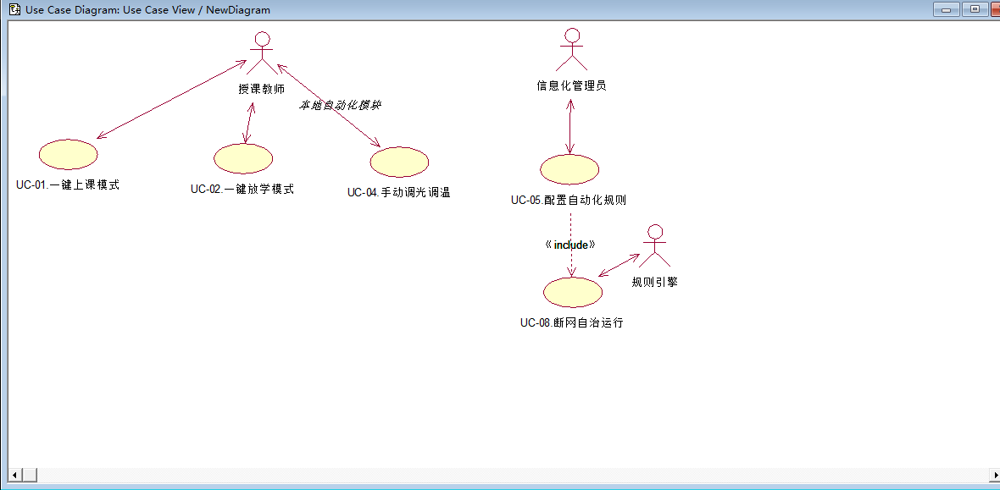 Use Case Diagram: Use Case View / NewDiagram
授课教师
信息化管理员
本地自动化模块
UC-01.一键上课模式
UC-02.一键放学模式
UC-04.手动调光调温
UC-05.配置自动化规则
《include》
规则引擎
UC-08.断网自治运行